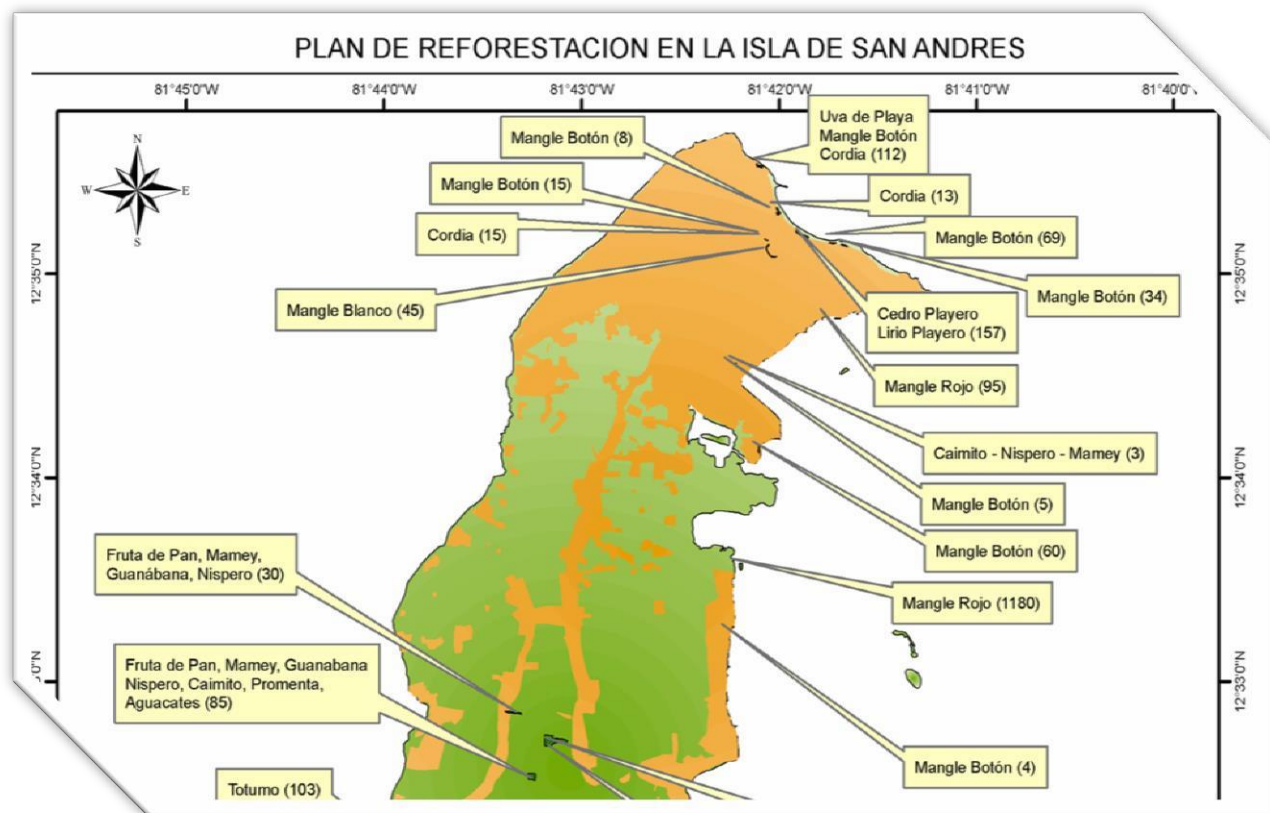 PLAN DE REFORESTACION EN LA ISLA DE SAN ANDRES
81°45'0"W
81°44'0"W
81°43'0"W
81°42'0"W
81°41'0"W
81°40'0"
N
W
E
S
Mangle Botón (8)
Uva de Playa
Mangle Botón
Cordia (112)
Mangle Botón (15)
Cordia (13)
Cordia (15)
Mangle Botón (69)
12°35'0"N
12°35'0"N
Mangle Blanco (45)
Mangle Botón (34)
Cedro Playero
Lirio Playero (157)
Mangle Rojo (95)
Caimito - Nispero - Mamey (3)
12°34'0"N
12°34'0"N
Mangle Botón (5)
Mangle Botón (60)
Fruta de Pan, Mamey,
Guanábana, Nispero (30)
Mangle Rojo (1180)
Fruta de Pan, Mamey, Guanabana
Nispero, Caimito, Promenta,
Aguacates (85)
0"N
12°33'0"N
Mangle Botón (4)
Totumo (103)